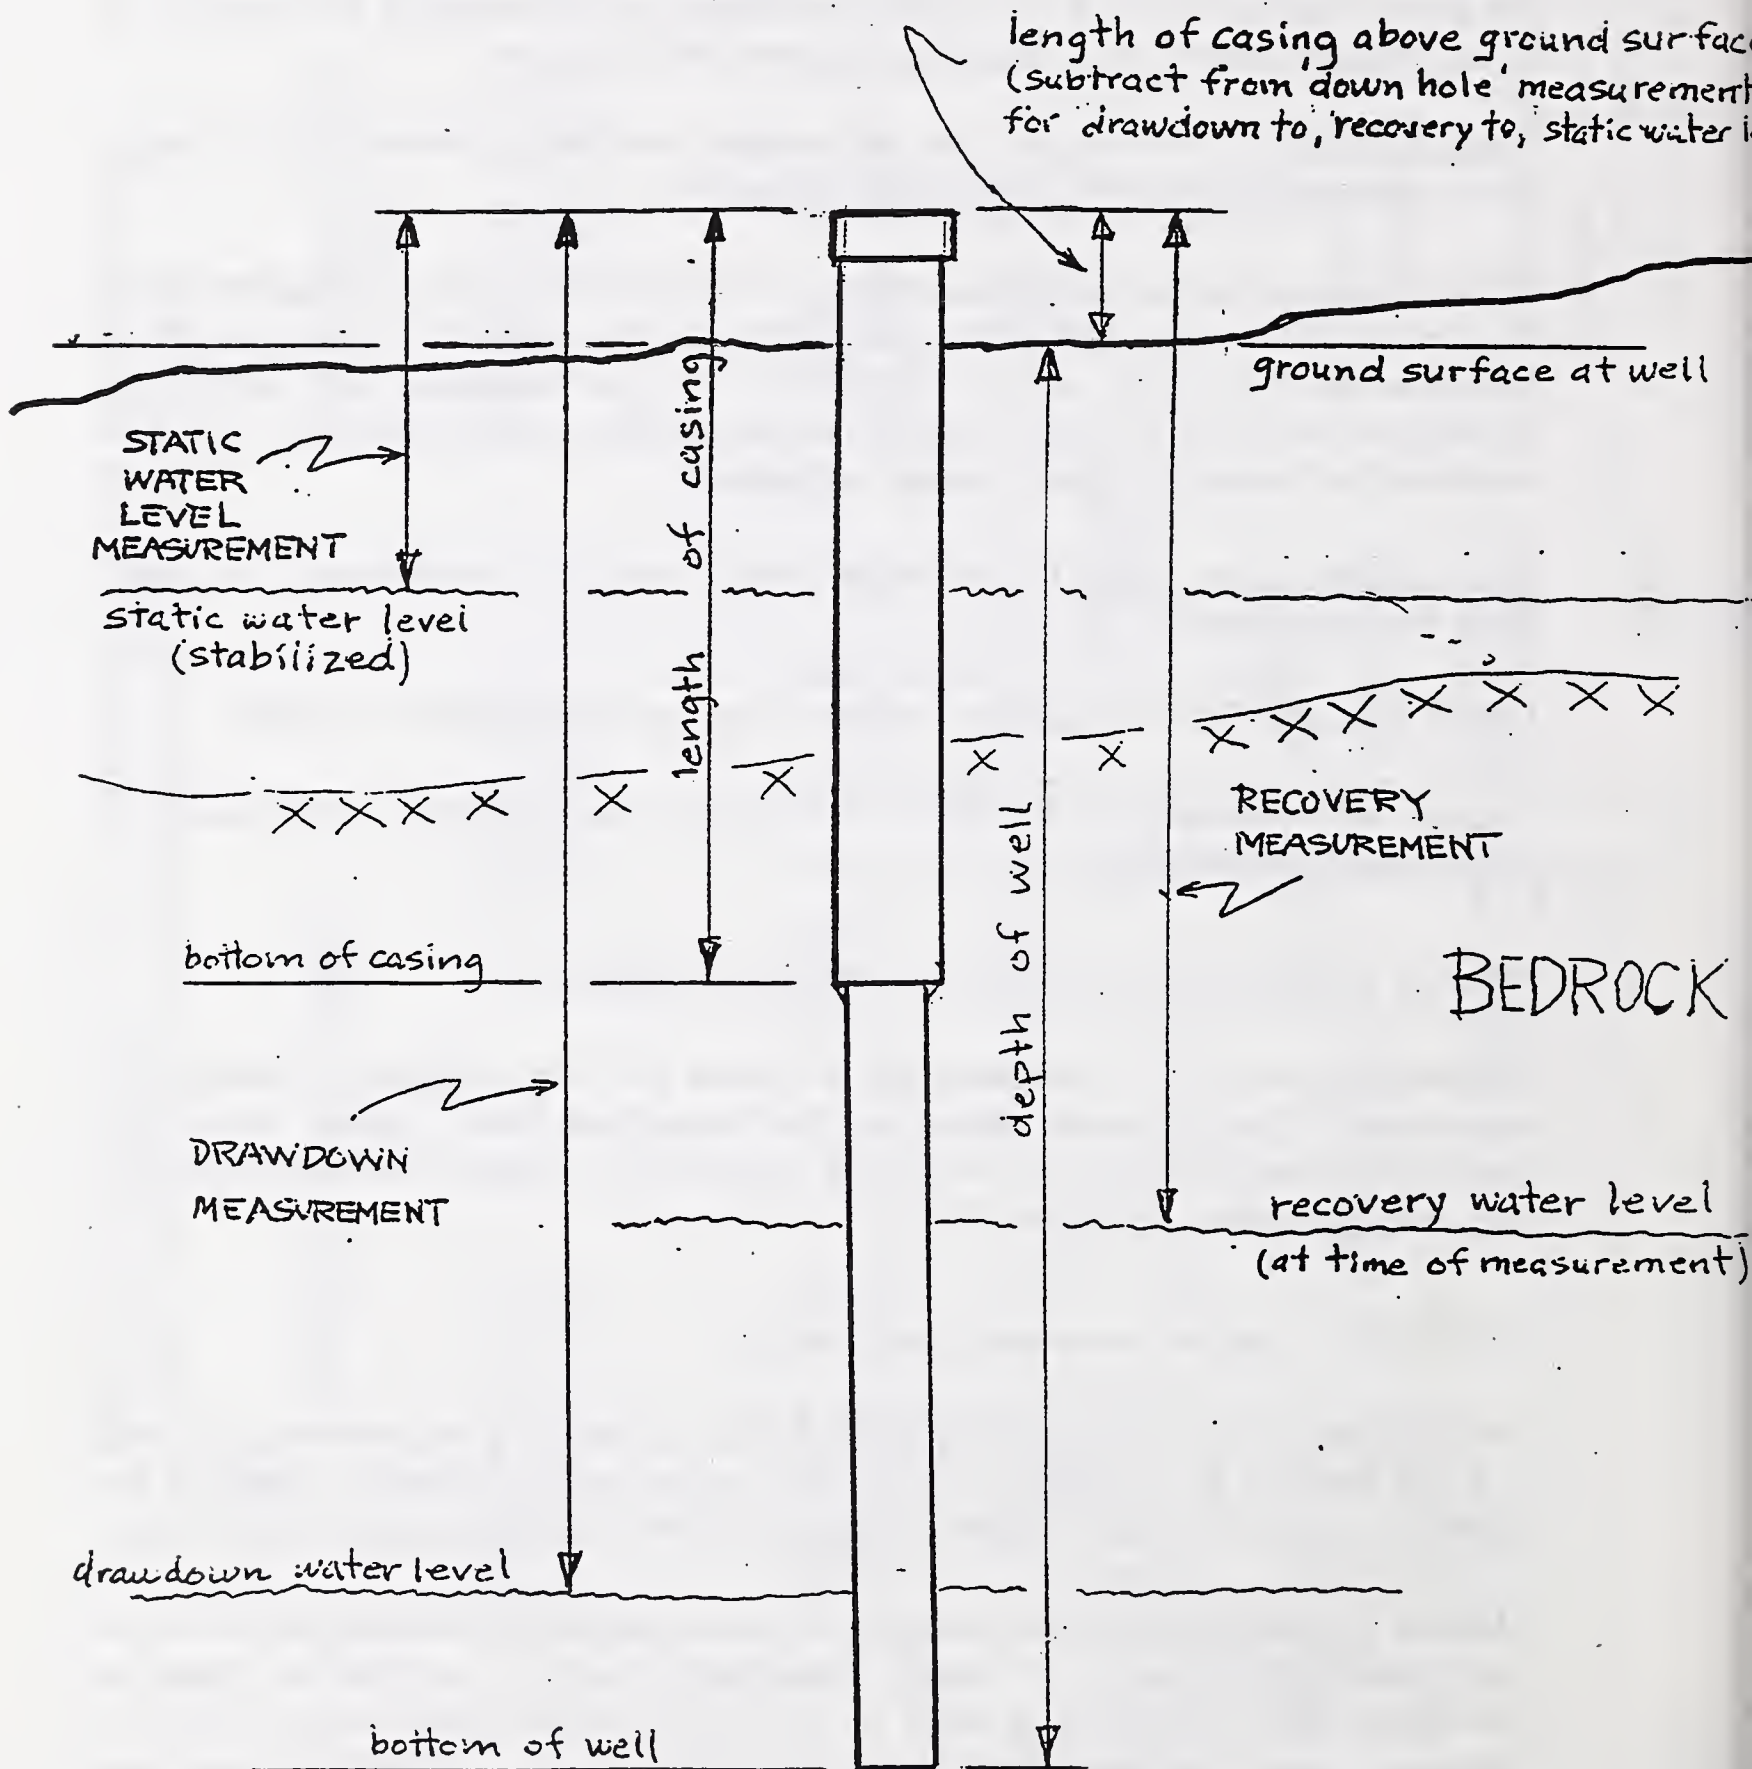 length of casing above ground surfac
(subtract from 'down hole' measurement
for drawdown to, recovery to, static water
ground surface at well
STATIC
WATER
LEVEL
MEASUREMENT
length of casing
static water level
(stabilized)
depth of well
RECOVERY
MEASUREMENT
bottom of casing
BEDROCK
DRAWDOWN
MEASUREMENT
recovery water level
(at time of measurement)
drawdown water level
bottom of well